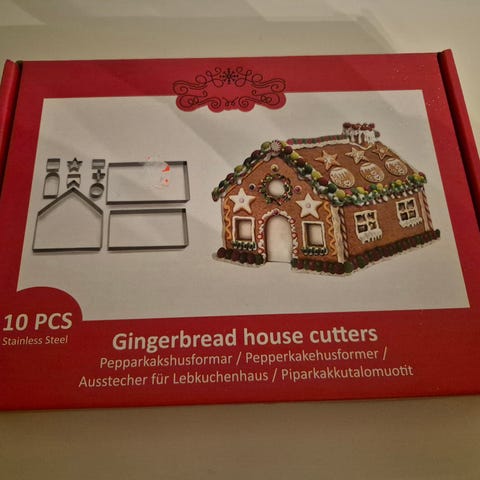 10 PCS
Stainless Steel
Gingerbread house cutters
Pepparkakshusformar / Pepperkakehusformer /
Ausstecher für Lebkuchenhaus / Piparkakkutalomuotit